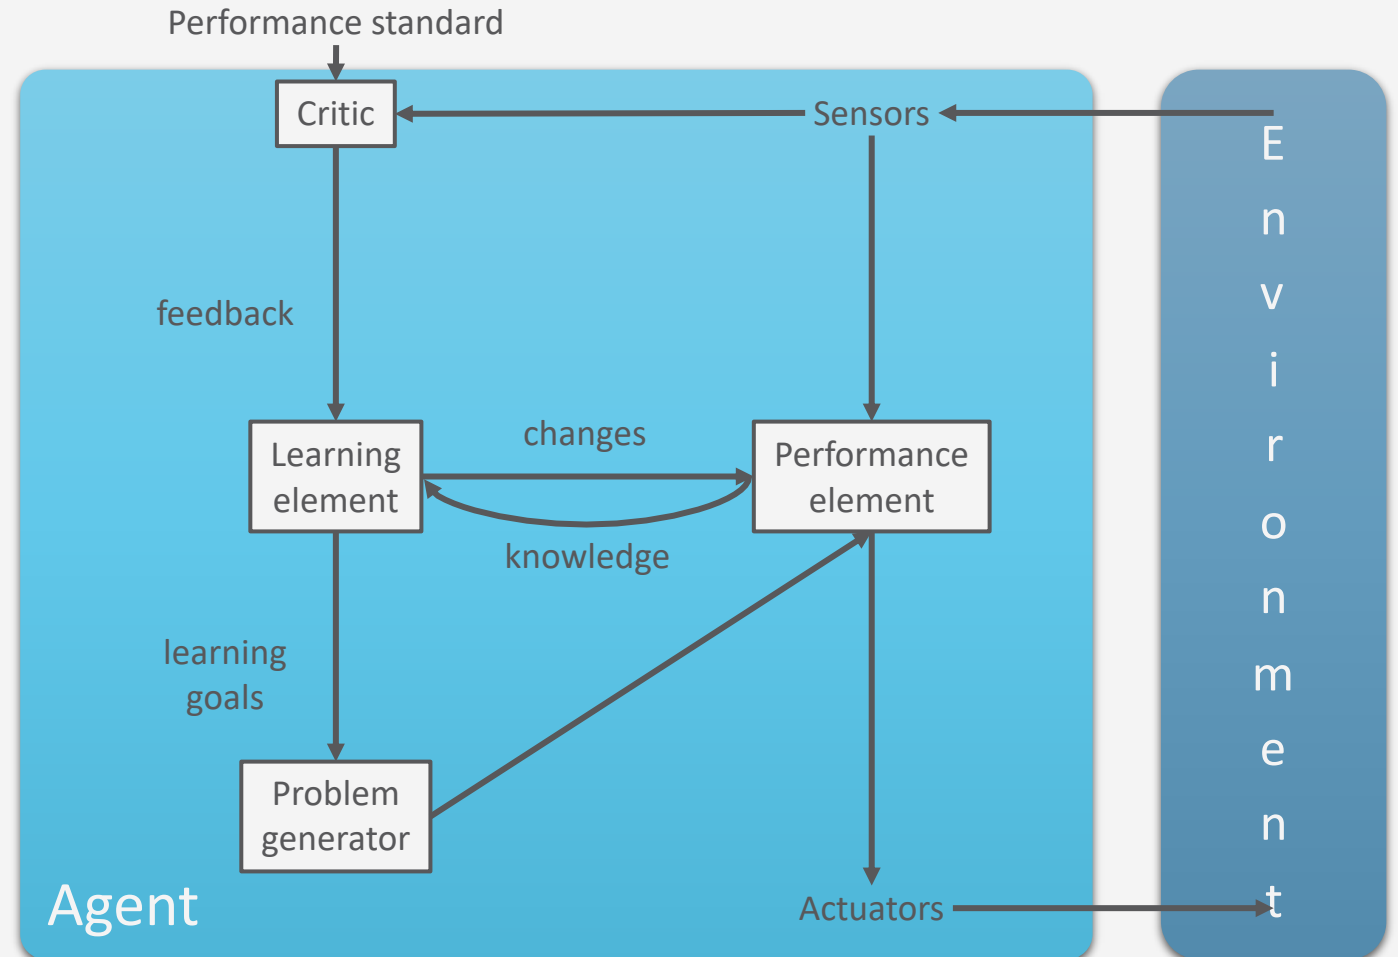 Performance standard
Critic
Sensors
E
n
v
i
r
o
n
m
e
n
t
feedback
Learning
element
changes
Performance
element
knowledge
learning
goals
Problem
generator
Agent
Actuators